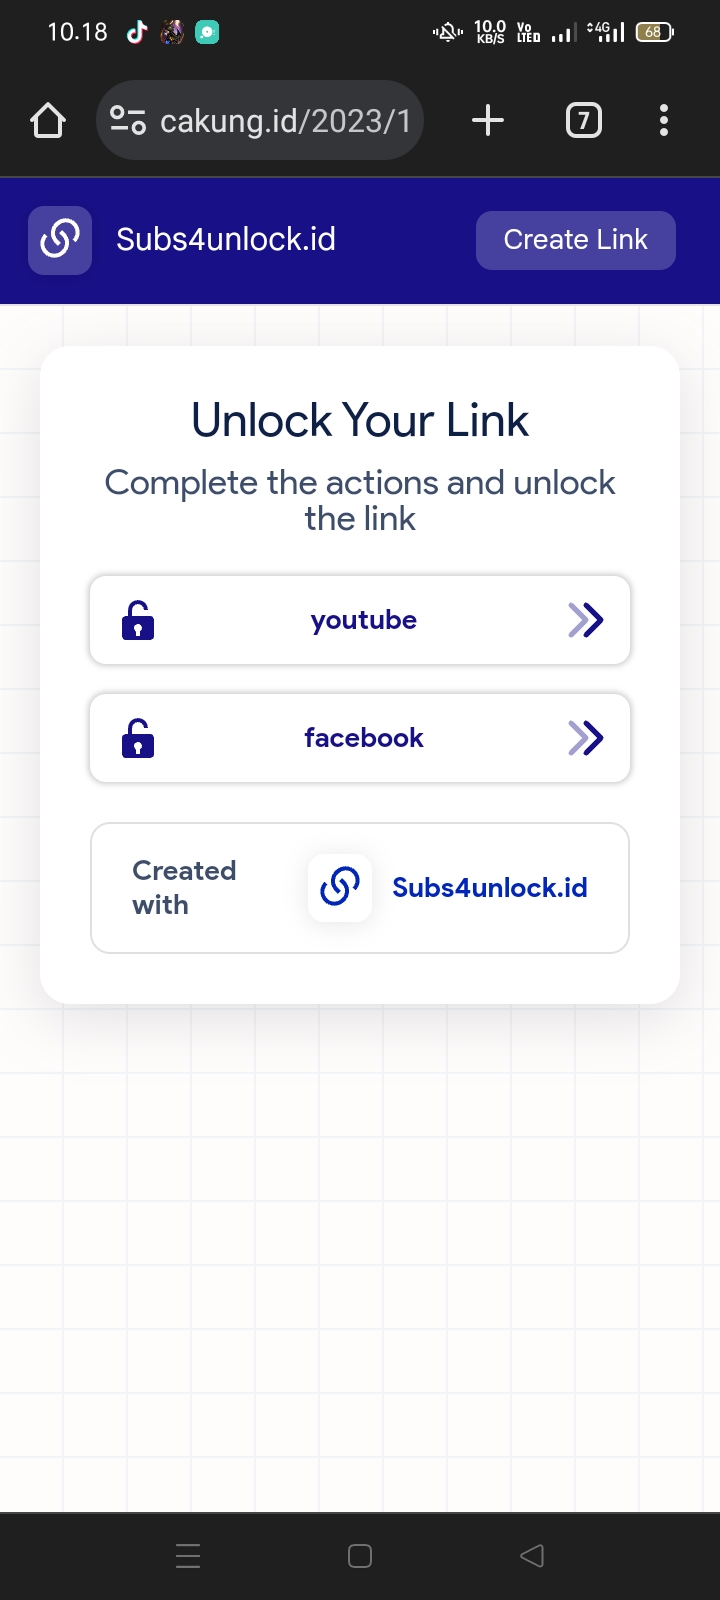 10.18
10.0
KB/S
Vo
LTED
4G
68
cakung.id/2023/1
7
Subs4unlock.id
Create Link
Unlock Your Link
Complete the actions and unlock
the link
youtube
facebook
Created
with
Subs4unlock.id